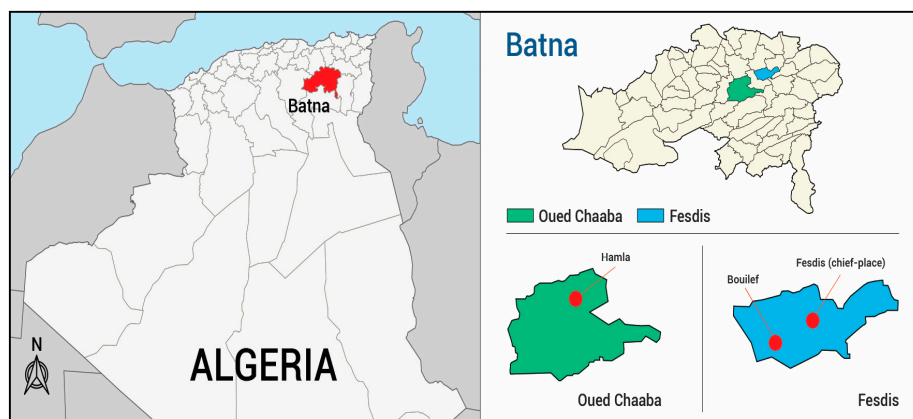 Batna
ALGERIA
N
Batna
Oued Chaaba
Fesdis
Hamla
Oued Chaaba
Fesdis (chief-place)
Bouilef
Fesdis